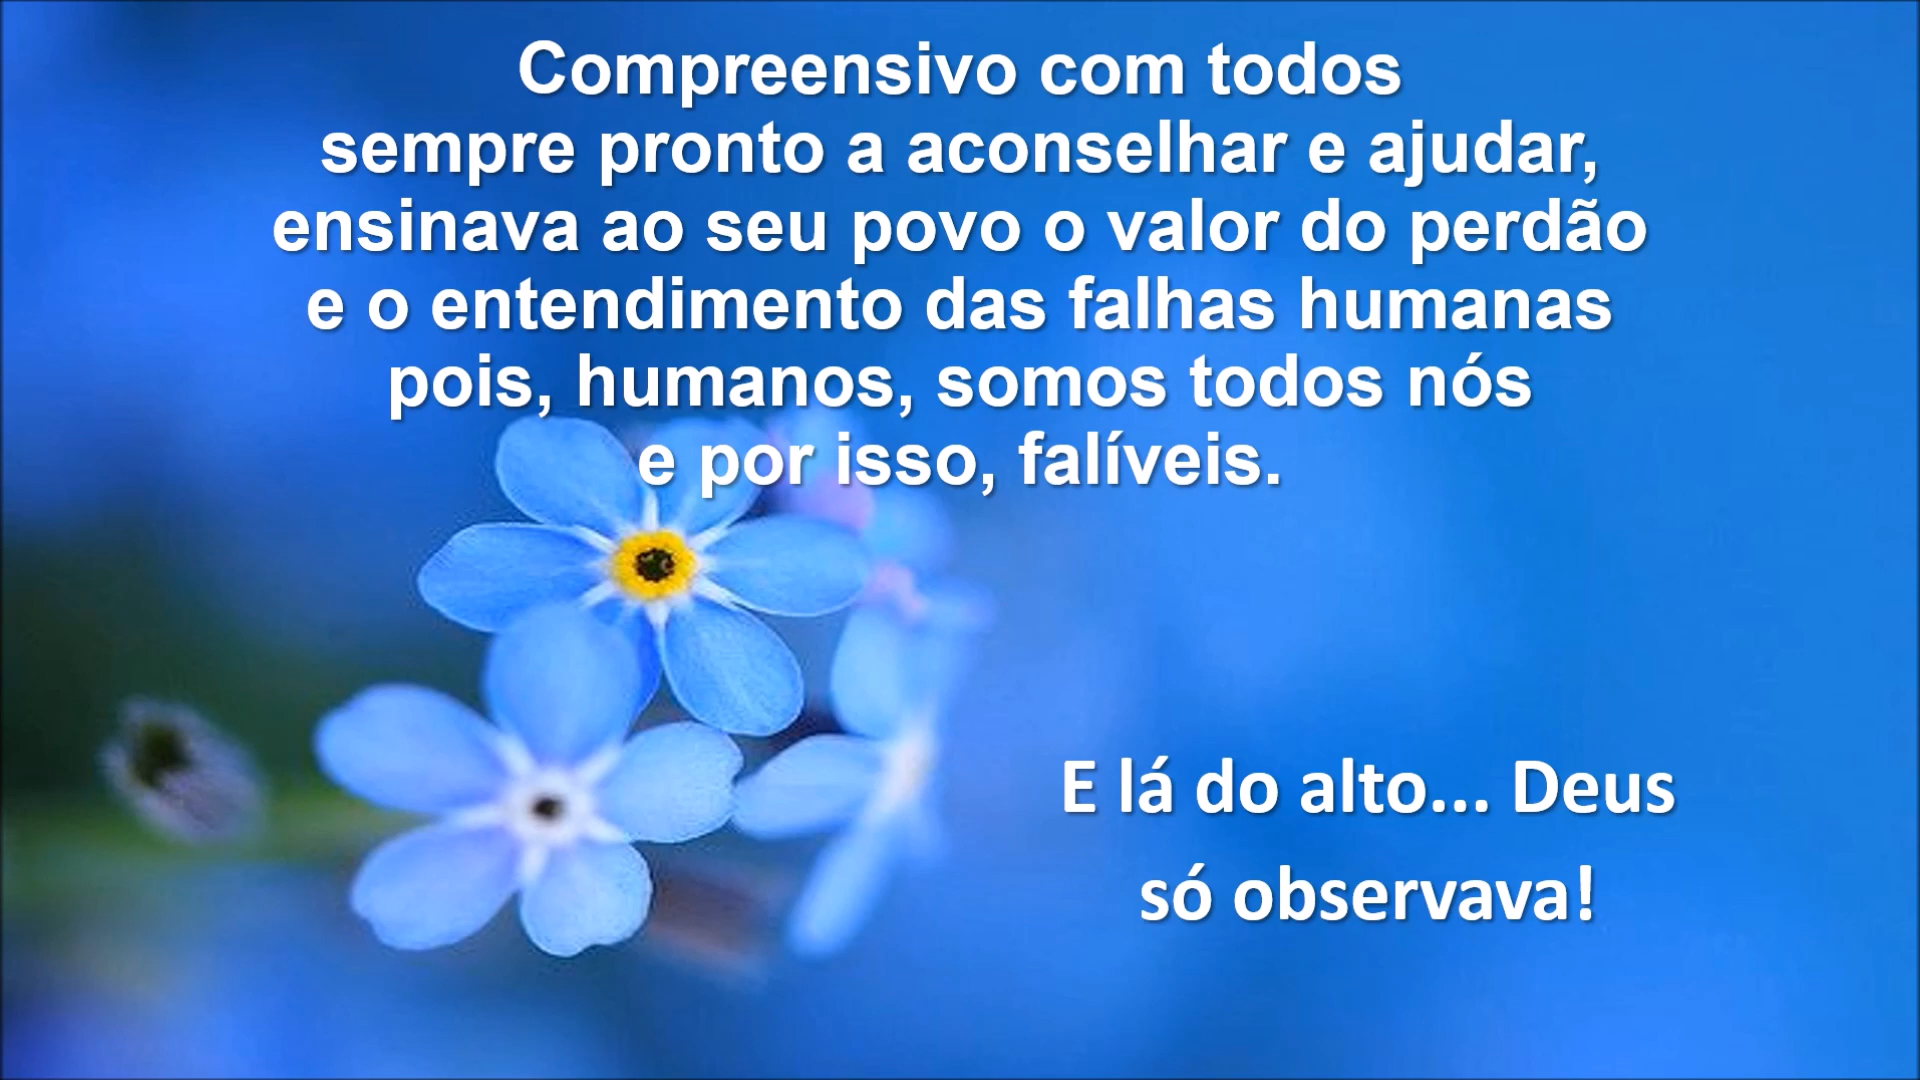 Compreensivo com todos
sempre pronto a aconselhar e ajudar,
ensinava ao seu povo o valor do perdão
e o entendimento das falhas humanas
pois, humanos, somos todos nós
e por isso, falíveis.
E lá do alto... Deus
só observava!